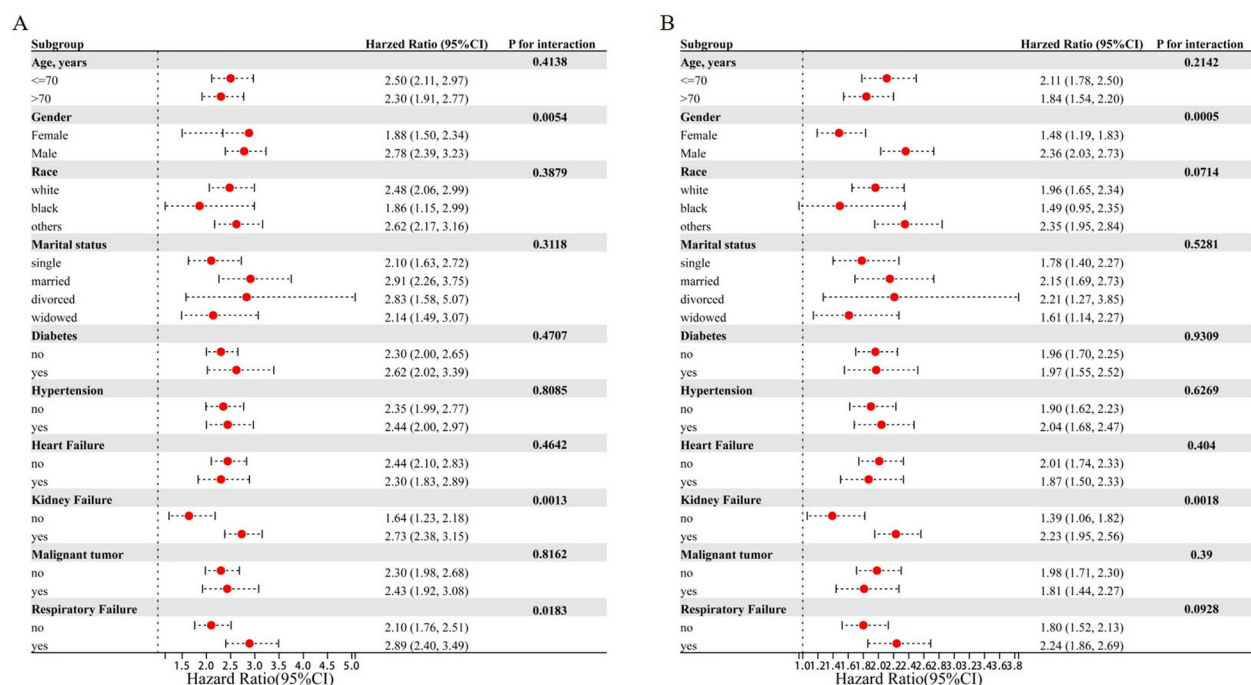 A
Subgroup Harzed Ratio (95%CI) P for interaction
Age, years 0.4138
<=70 2.50 (2.11, 2.97)
>70 2.30 (1.91, 2.77)
Gender 0.0054
Female 1.88 (1.50, 2.34)
Male 2.78 (2.39, 3.23)
Race 0.3879
white 2.48 (2.06, 2.99)
black 1.86 (1.15, 2.99)
others 2.62 (2.17, 3.16)
Marital status 0.3118
single 2.10 (1.63, 2.72)
married 2.91 (2.26, 3.75)
divorced 2.83 (1.58, 5.07)
widowed 2.14 (1.49, 3.07)
Diabetes 0.4707
no 2.30 (2.00, 2.65)
yes 2.62 (2.02, 3.39)
Hypertension 0.8085
no 2.35 (1.99, 2.77)
yes 2.44 (2.00, 2.97)
Heart Failure 0.4642
no 2.44 (2.10, 2.83)
yes 2.30 (1.83, 2.89)
Kidney Failure 0.0013
no 1.64 (1.23, 2.18)
yes 2.73 (2.38, 3.15)
Malignant tumor 0.8162
no 2.30 (1.98, 2.68)
yes 2.43 (1.92, 3.08)
Respiratory Failure 0.0183
no 2.10 (1.76, 2.51)
yes 2.89 (2.40, 3.49)
1.5 2.0 2.5 3.0 3.5 4.0 4.5 5.0
Hazard Ratio(95%CI)
B
Subgroup Harzed Ratio (95%CI) P for interaction
Age, years 0.2142
<=70 2.11 (1.78, 2.50)
>70 1.84 (1.54, 2.20)
Gender 0.0005
Female 1.48 (1.19, 1.83)
Male 2.36 (2.03, 2.73)
Race 0.0714
white 1.96 (1.65, 2.34)
black 1.49 (0.95, 2.35)
others 2.35 (1.95, 2.84)
Marital status 0.5281
single 1.78 (1.40, 2.27)
married 2.15 (1.69, 2.73)
divorced 2.21 (1.27, 3.85)
widowed 1.61 (1.14, 2.27)
Diabetes 0.9309
no 1.96 (1.70, 2.25)
yes 1.97 (1.55, 2.52)
Hypertension 0.6269
no 1.90 (1.62, 2.23)
yes 2.04 (1.68, 2.47)
Heart Failure 0.404
no 2.01 (1.74, 2.33)
yes 1.87 (1.50, 2.33)
Kidney Failure 0.0018
no 1.39 (1.06, 1.82)
yes 2.23 (1.95, 2.56)
Malignant tumor 0.39
no 1.98 (1.71, 2.30)
yes 1.81 (1.44, 2.27)
Respiratory Failure 0.0928
no 1.80 (1.52, 2.13)
yes 2.24 (1.86, 2.69)
1.01.21.41.61.82.02.22.42.62.83.03.23.43.63.8
Hazard Ratio(95%CI)